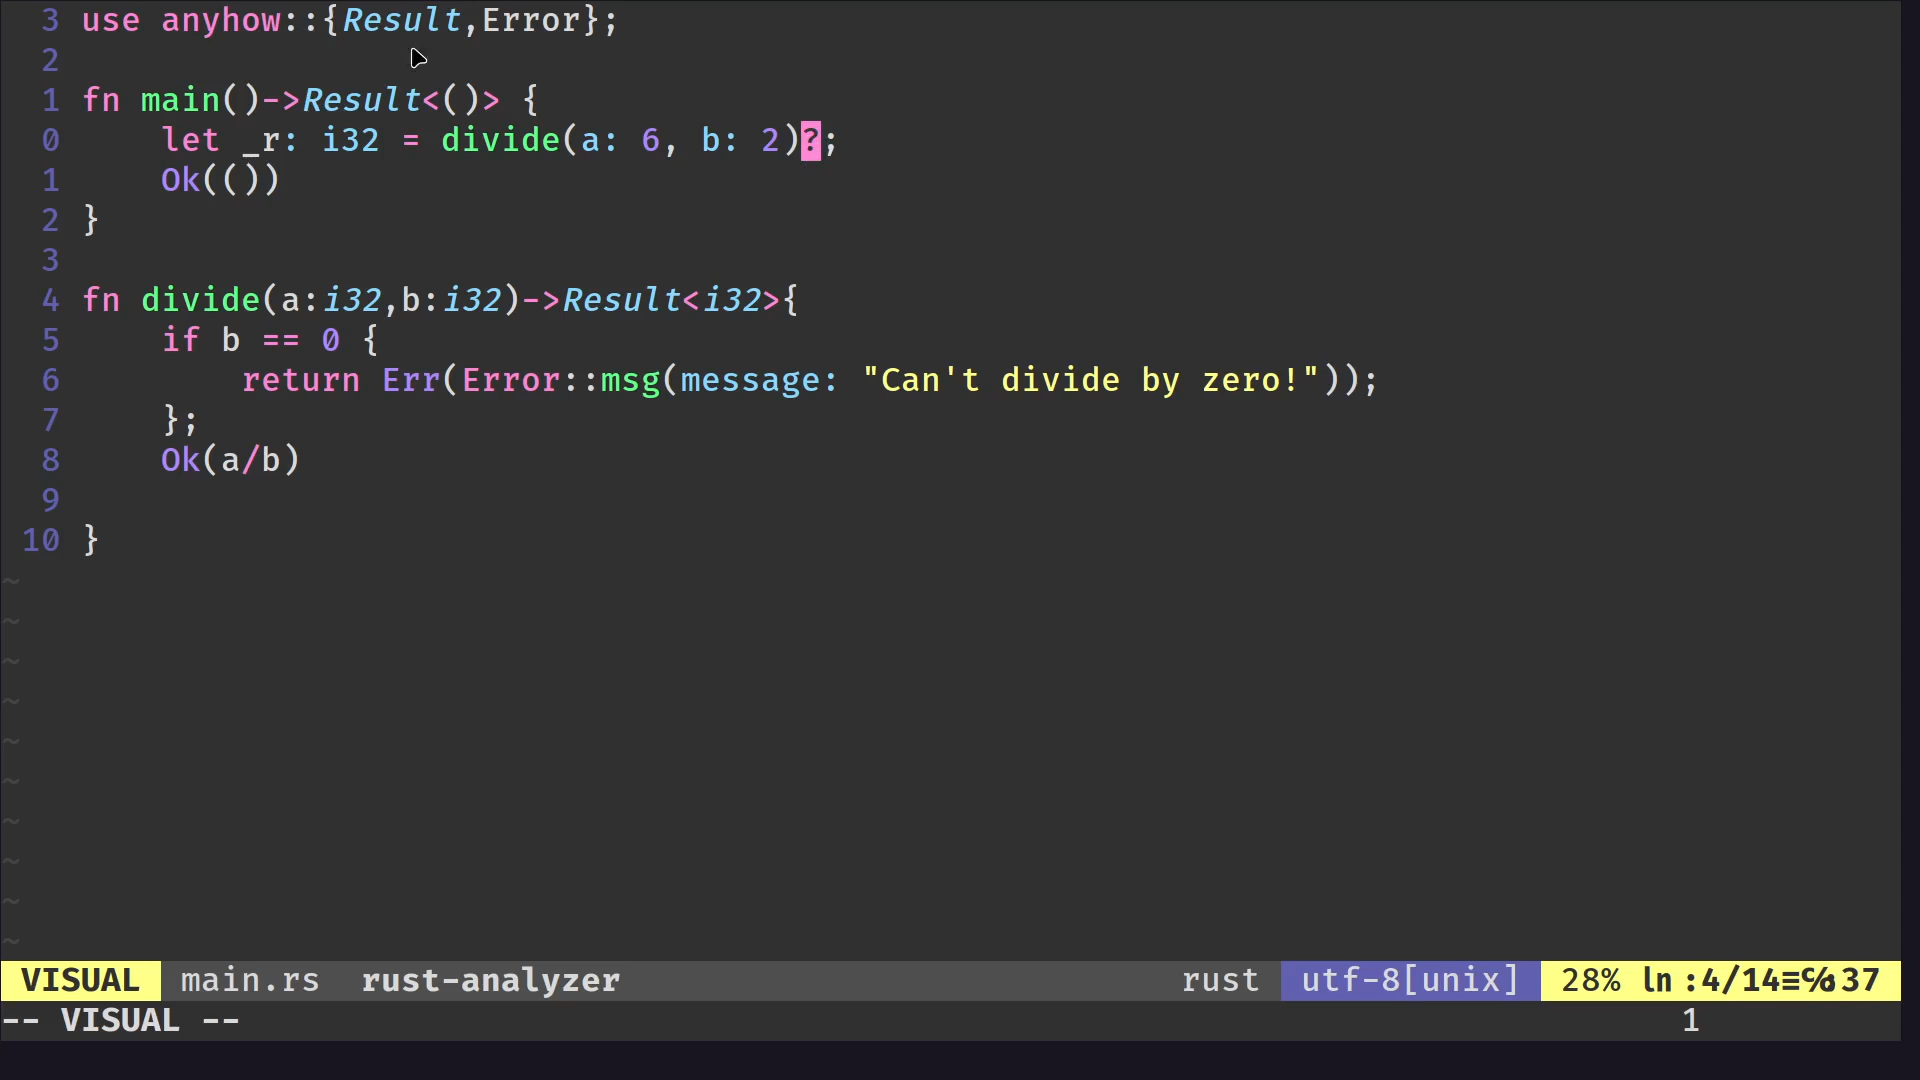 3 use anyhow::{Result,Error};
2
1 fn main()->Result<()> {
0     let _r: i32 = divide(a: 6, b: 2)?;
1     Ok(())
2 }
3
4 fn divide(a:i32,b:i32)->Result<i32>{
5     if b == 0 {
6         return Err(Error::msg(message: "Can't divide by zero!"));
7     };
8     Ok(a/b)
9
10 }
~
~
~
~
~
~
~
~
~
~
VISUAL main.rs rust-analyzer rust utf-8[unix] 28% ln :4/14≡℅:37
-- VISUAL -- 1